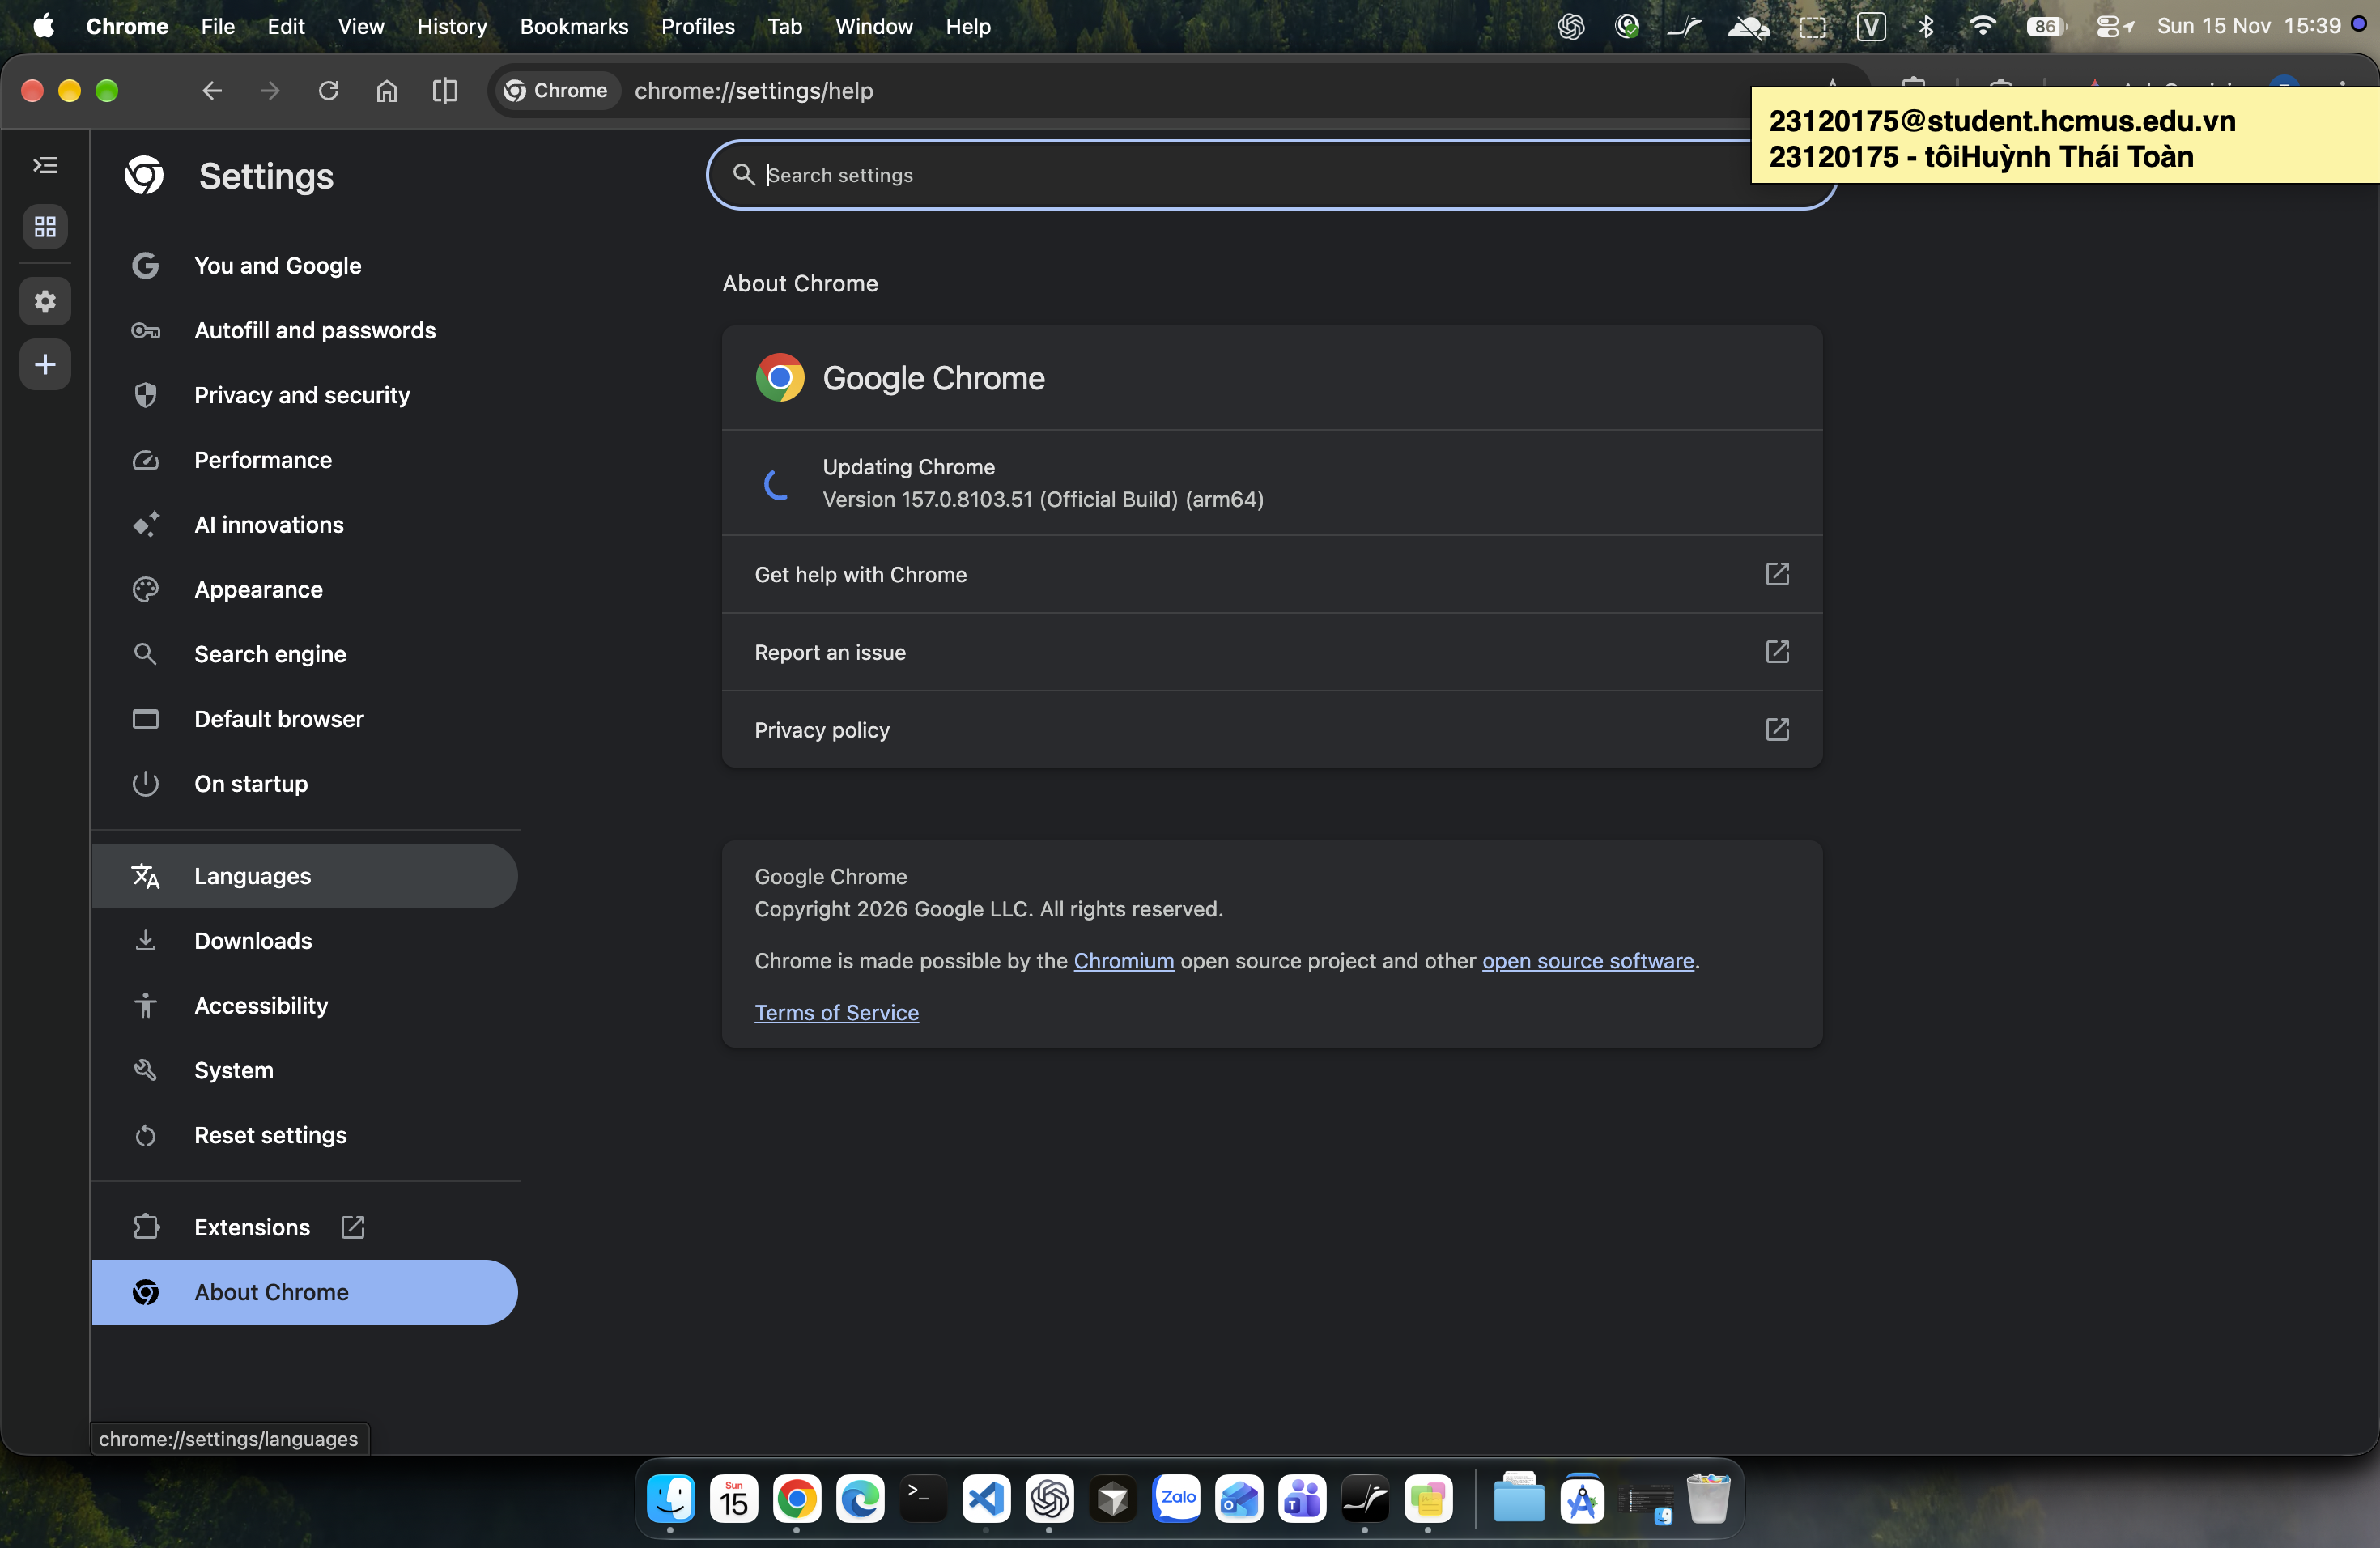 Chrome File Edit View History Bookmarks Profiles Tab Window Help
V 86 Sun 15 Nov 15:39
Chrome chrome://settings/help
23120175@student.hcmus.edu.vn
23120175 - tôiHuỳnh Thái Toàn
Settings
Search settings
You and Google
Autofill and passwords
Privacy and security
Performance
AI innovations
Appearance
Search engine
Default browser
On startup
Languages
Downloads
Accessibility
System
Reset settings
Extensions
About Chrome
About Chrome
Google Chrome
Updating Chrome
Version 157.0.8103.51 (Official Build) (arm64)
Get help with Chrome
Report an issue
Privacy policy
Google Chrome
Copyright 2026 Google LLC. All rights reserved.
Chrome is made possible by the Chromium open source project and other open source software.
Terms of Service
chrome://settings/languages
Sun
15
Zalo